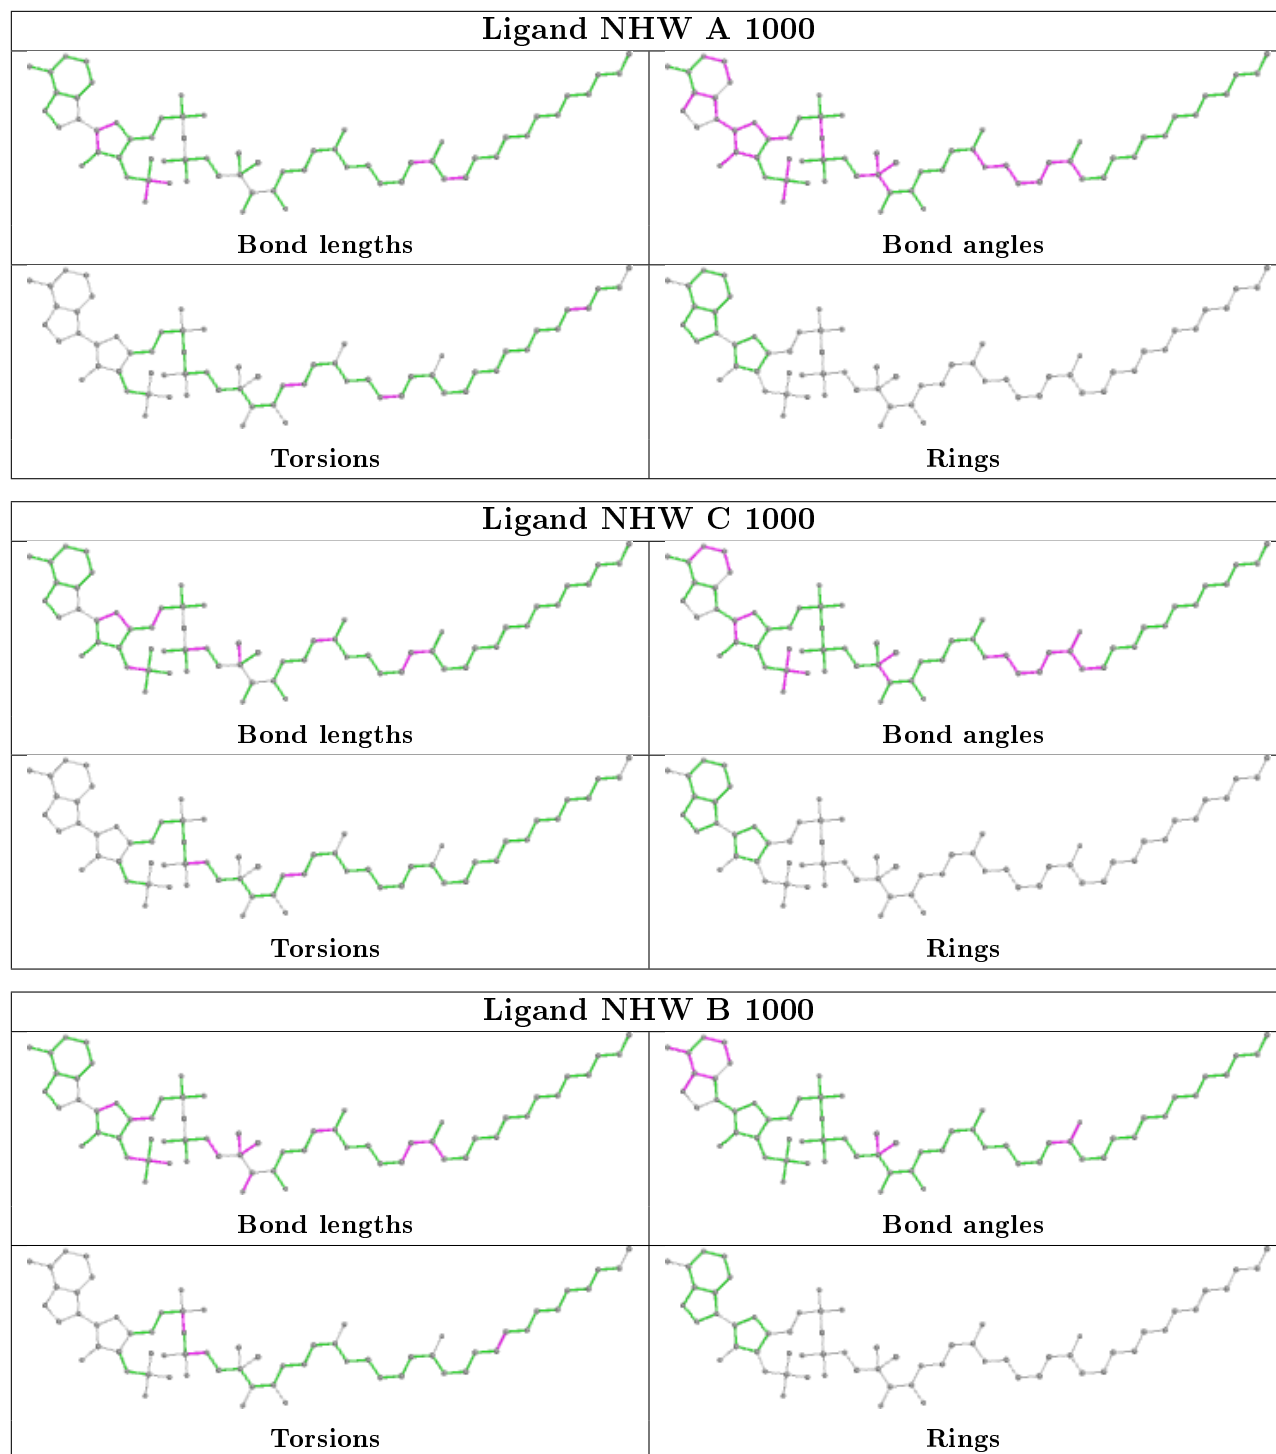 Ligand NHW A 1000
Bond lengths
Bond angles
Torsions
Rings
Ligand NHW C 1000
Bond lengths
Bond angles
Torsions
Rings
Ligand NHW B 1000
Bond lengths
Bond angles
Torsions
Rings